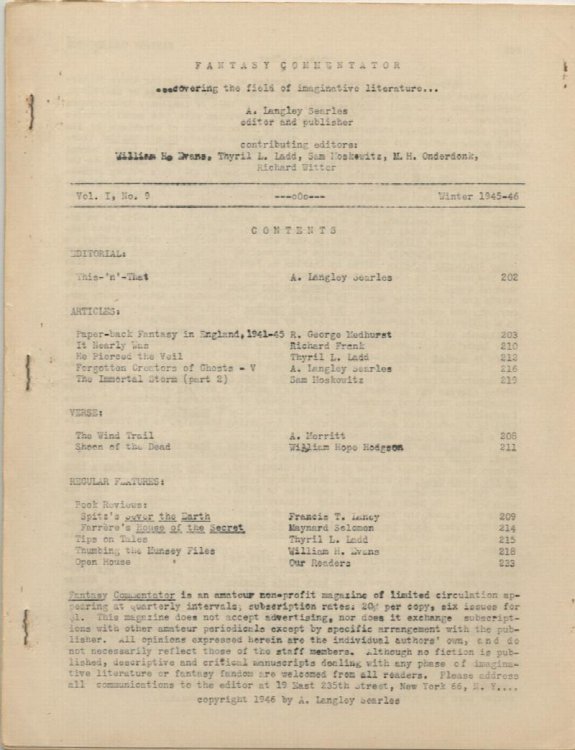 FANTASY COMMENTATOR
...covering the field of imaginative literature...
A. Langley Searles
editor and publisher
contributing editors:
William H. Evans, Thyril L. Ladd, Sam Moskowitz, M. H. Onderdonk,
Richard Witter
Vol. I, No. 9 ---oOo--- Winter 1945-46
CONTENTS
EDITORIAL:
This-'n'-That A. Langley Searles 202
ARTICLES:
Paper-back Fantasy in England, 1941-45 R. George Medhurst 203
It Nearly Was Richard Frank 210
He Pierced the Veil Thyril L. Ladd 212
Forgotten Creators of Ghosts - V A. Langley Searles 216
The Immortal Storm (part 2) Sam Moskowitz 219
VERSE:
The Wind Trail A. Merritt 208
Sheen of the Dead William Hope Hodgson 211
REGULAR FEATURES:
Book Reviews:
Spitz's over the Earth Francis T. Laney 209
Farrère's House of the Secret Maynard Solomon 214
Tips on Tales Thyril L. Ladd 215
Thumbing the Munsey Files William H. Evans 218
Open House Our Readers 233
Fantasy Commentator is an amateur non-profit magazine of limited circulation ap-
pearing at quarterly intervals; subscription rates: 20¢ per copy, six issues for
$1. This magazine does not accept advertising, nor does it exchange subscript-
ions with other amateur periodicals except by specific arrangement with the pub-
lisher. All opinions expressed herein are the individual authors' own, and do
not necessarily reflect those of the staff members. Although no fiction is pub-
lished, descriptive and critical manuscripts dealing with any phase of imagina-
tive literature or fantasy fandom are welcomed from all readers. Please address
all communications to the editor at 19 East 235th Street, New York 66, N. Y....
copyright 1946 by A. Langley Searles